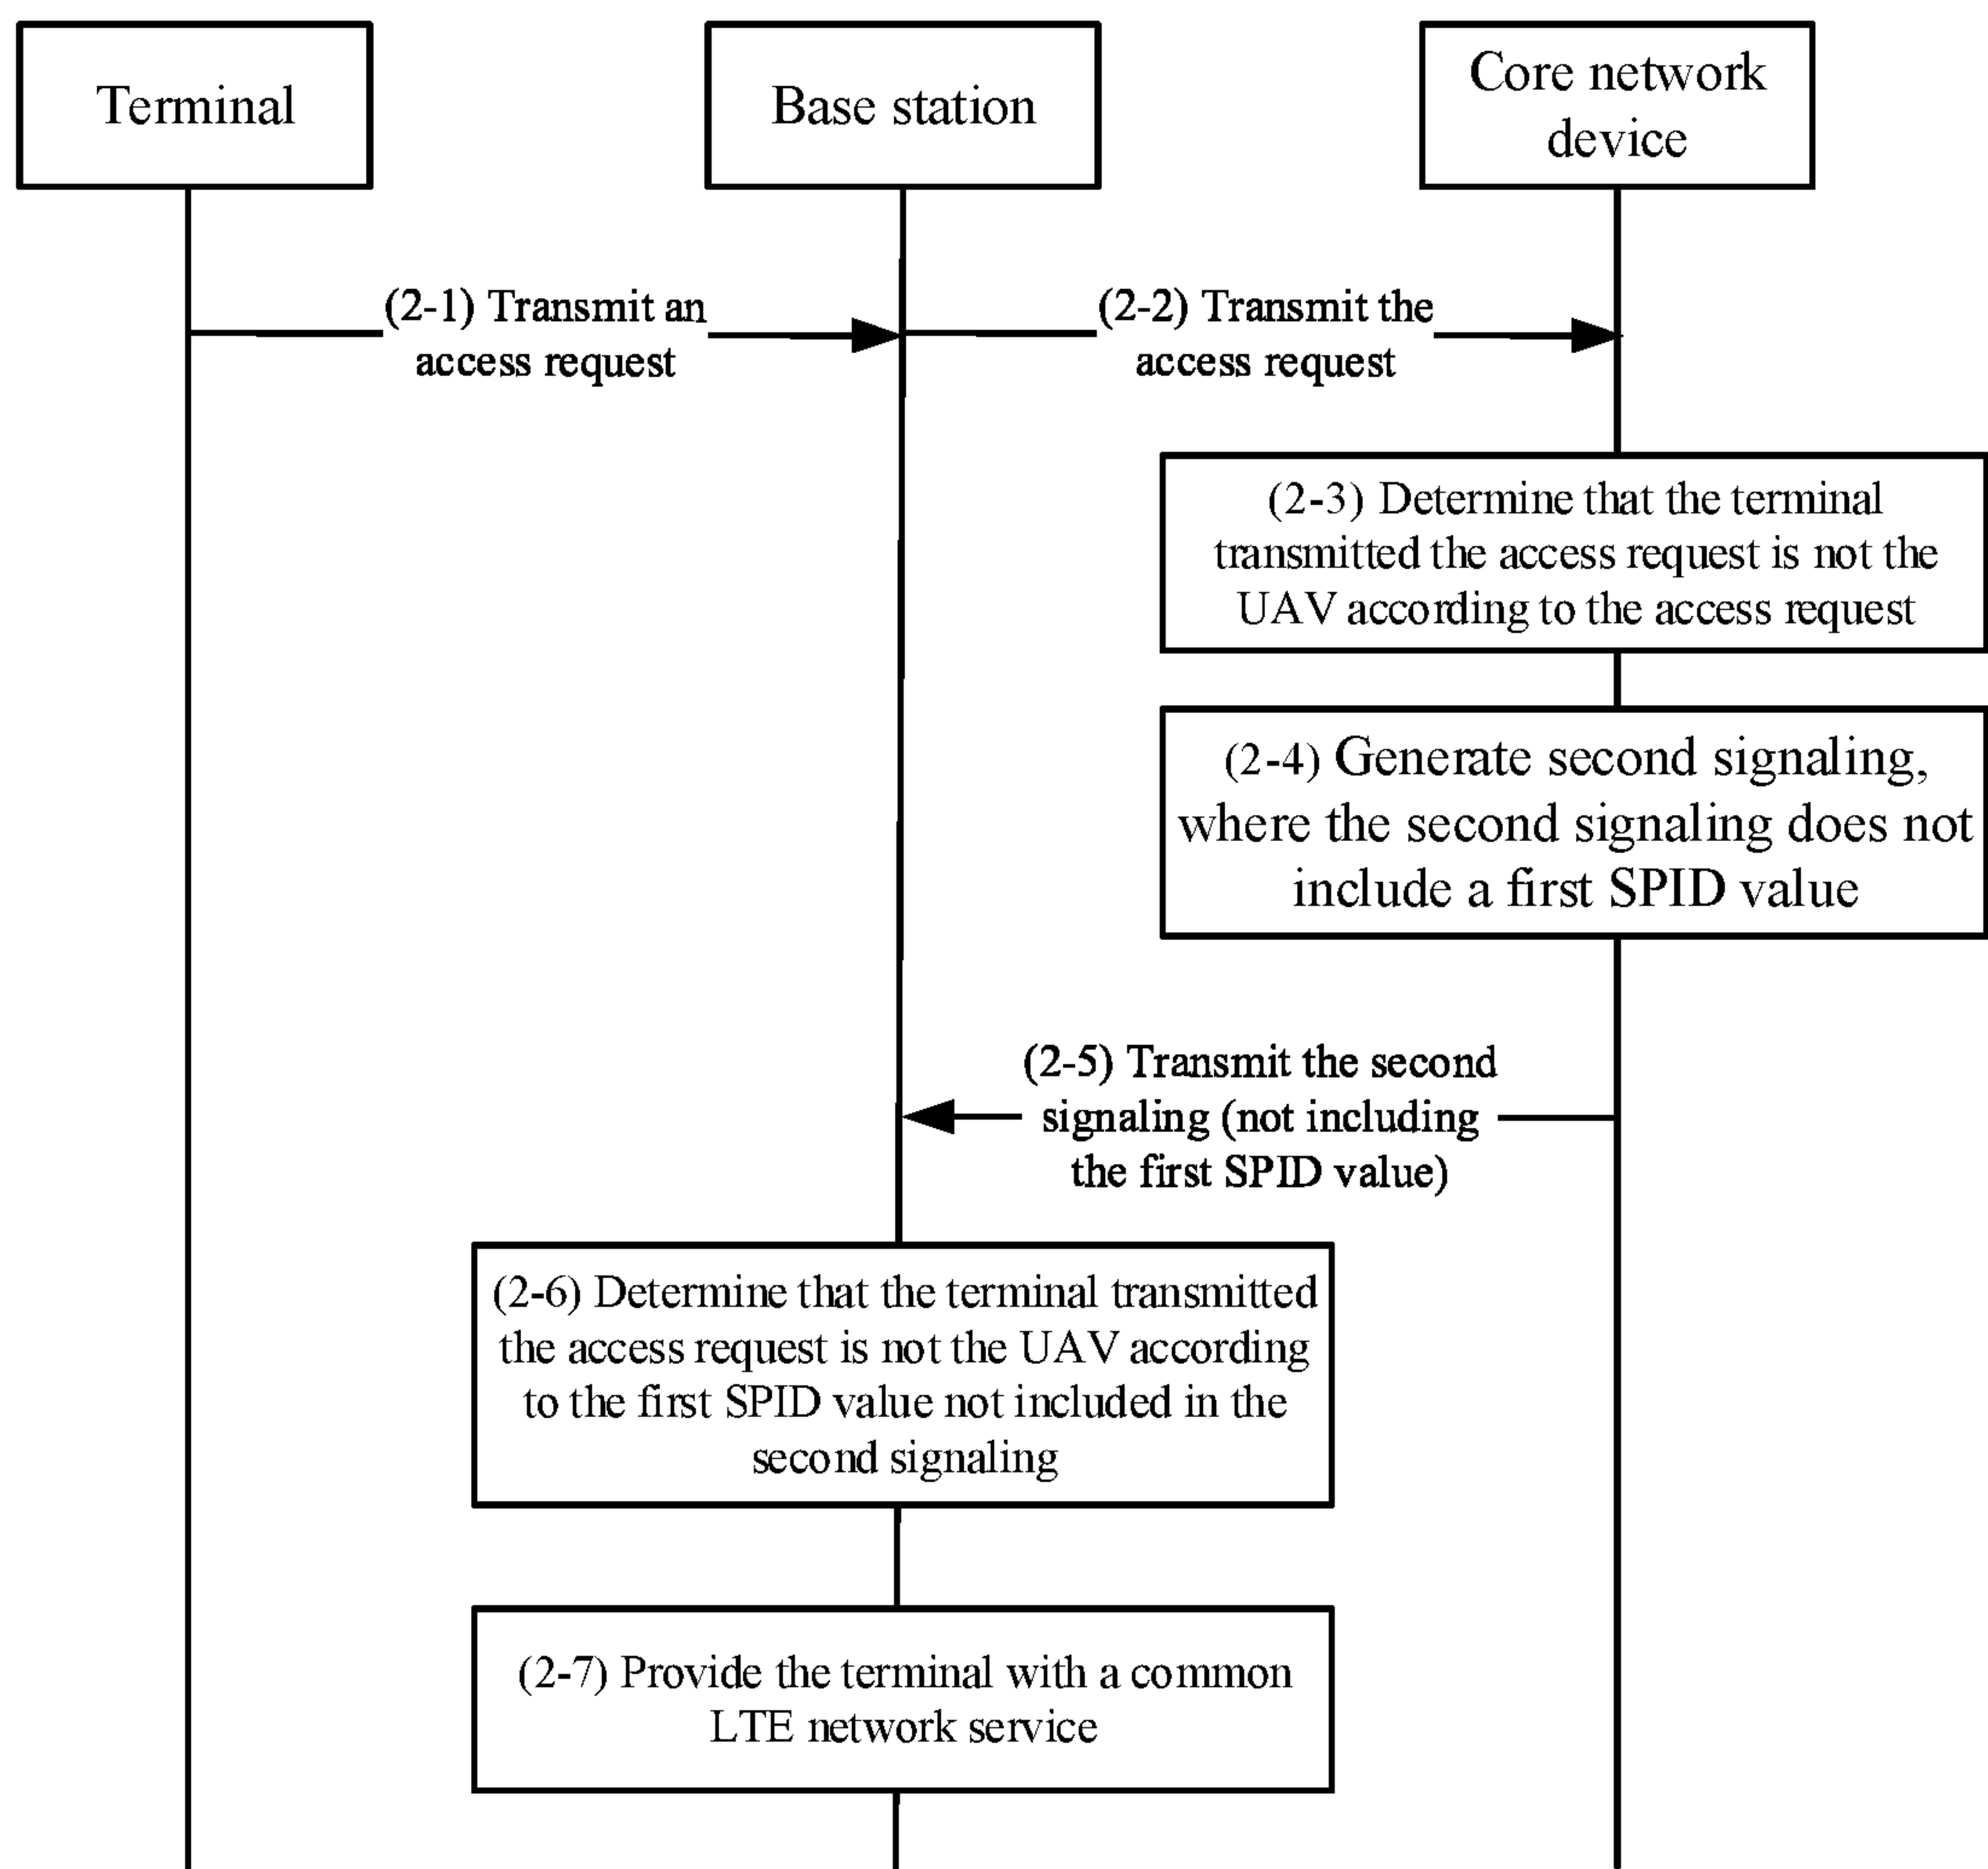 Terminal
Base station
Core network
device
(2-1) Transmit an
access request
(2-2) Transmit the
access request
(2-3) Determine that the terminal
transmitted the access request is not the
UAV according to the access request
(2-4) Generate second signaling,
where the second signaling does not
include a first SPID value
(2-5) Transmit the second
signaling (not including
the first SPID value)
(2-6) Determine that the terminal transmitted
the access request is not the UAV according
to the first SPID value not included in the
second signaling
(2-7) Provide the terminal with a common
LTE network service